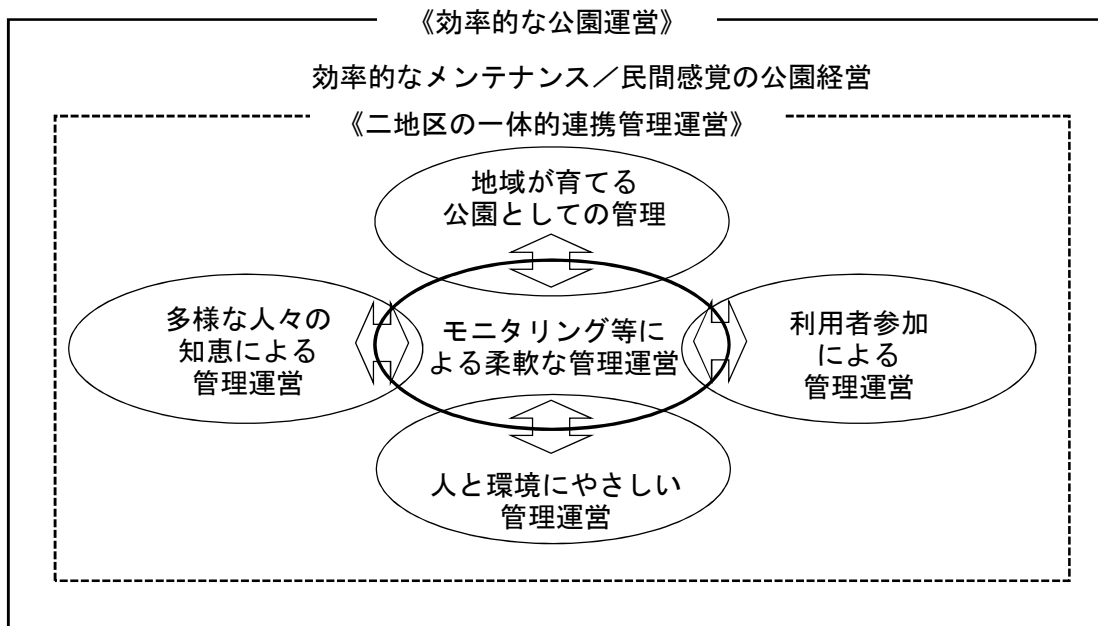 《効率的な公園運営》
効率的なメンテナンス／民間感覚の公園経営
《二地区の一体的連携管理運営》
地域が育てる
公園としての管理
多様な人々の
知恵による
管理運営
モニタリング等に
よる柔軟な管理運営
利用者参加
による
管理運営
人と環境にやさしい
管理運営